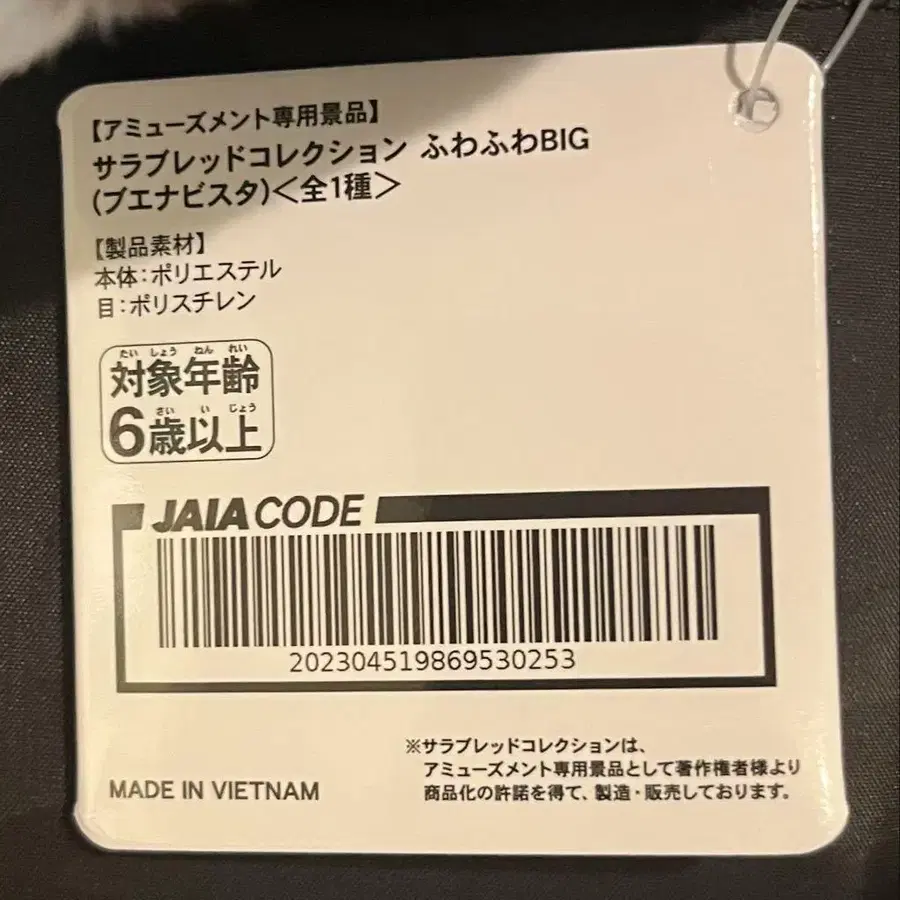 【アミューズメント専用景品】
サラブレッドコレクション ふわふわBIG
(ブエナビスタ)<全1種>
【製品素材】
本体:ポリエステル
目:ポリスチレン
たい しょう ねん れい
対象年齢
さい い じょう
6歳以上
JAIA CODE
202304519869530253
※サラブレッドコレクションは、
アミューズメント専用景品として著作権者様より
商品化の許諾を得て、製造・販売しております。
MADE IN VIETNAM